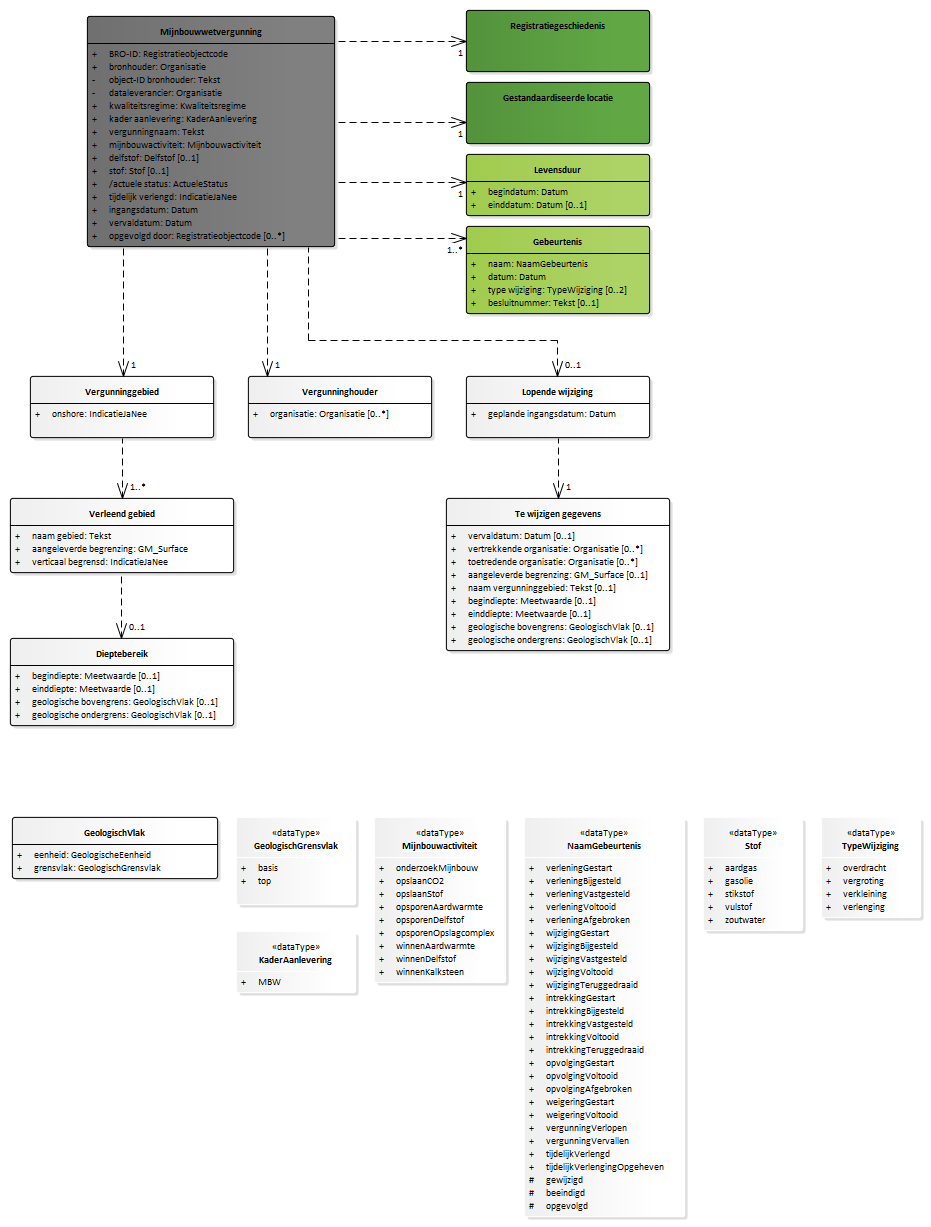 Mijnbouwwetvergunning
+ BRO-ID: Registratieobjectcode
+ bronhouder: Organisatie
- object-ID bronhouder: Tekst
- dataleverancier: Organisatie
+ kwaliteitsregime: Kwaliteitsregime
+ kader aanlevering: KaderAanlevering
+ vergunningnaam: Tekst
+ mijnbouwactiviteit: Mijnbouwactiviteit
+ delfstof: Delfstof [0..1]
+ stof: Stof [0..1]
+ /actuele status: ActueleStatus
+ tijdelijk verlengd: IndicatieJaNee
+ ingangsdatum: Datum
+ vervaldatum: Datum
+ opgevolgd door: Registratieobjectcode [0..*]
Registratiegeschiedenis
1
Gestandaardiseerde locatie
1
Levensduur
+ begindatum: Datum
+ einddatum: Datum [0..1]
1
Gebeurtenis
+ naam: NaamGebeurtenis
+ datum: Datum
+ type wijziging: TypeWijziging [0..2]
+ besluitnummer: Tekst [0..1]
1..*
1
1
0..1
Vergunninggebied
+ onshore: IndicatieJaNee
Vergunninghouder
+ organisatie: Organisatie [0..*]
Lopende wijziging
+ geplande ingangsdatum: Datum
1..*
1
Verleend gebied
+ naam gebied: Tekst
+ aangeleverde begrenzing: GM_Surface
+ verticaal begrensd: IndicatieJaNee
Te wijzigen gegevens
+ vervaldatum: Datum [0..1]
+ vertrekkende organisatie: Organisatie [0..*]
+ toetredende organisatie: Organisatie [0..*]
+ aangeleverde begrenzing: GM_Surface [0..1]
+ naam vergunninggebied: Tekst [0..1]
+ begindiepte: Meetwaarde [0..1]
+ einddiepte: Meetwaarde [0..1]
+ geologische bovengrens: GeologischVlak [0..1]
+ geologische ondergrens: GeologischVlak [0..1]
0..1
Dieptebereik
+ begindiepte: Meetwaarde [0..1]
+ einddiepte: Meetwaarde [0..1]
+ geologische bovengrens: GeologischVlak [0..1]
+ geologische ondergrens: GeologischVlak [0..1]
GeologischVlak
+ eenheid: GeologischeEenheid
+ grensvlak: GeologischGrensvlak
«dataType»
GeologischGrensvlak
+ basis
+ top
«dataType»
KaderAanlevering
+ MBW
«dataType»
Mijnbouwactiviteit
+ onderzoekMijnbouw
+ opslaanCO2
+ opslaanStof
+ opsporenAardwarmte
+ opsporenDelfstof
+ opsporenOpslagcomplex
+ winnenAardwarmte
+ winnenDelfstof
+ winnenKalksteen
«dataType»
NaamGebeurtenis
+ verleningGestart
+ verleningBijgesteld
+ verleningVastgesteld
+ verleningVoltooid
+ verleningAfgebroken
+ wijzigingGestart
+ wijzigingBijgesteld
+ wijzigingVastgesteld
+ wijzigingVoltooid
+ wijzigingTeruggedraaid
+ intrekkingGestart
+ intrekkingBijgesteld
+ intrekkingVastgesteld
+ intrekkingVoltooid
+ intrekkingTeruggedraaid
+ opvolgingGestart
+ opvolgingVoltooid
+ opvolgingAfgebroken
+ weigeringGestart
+ weigeringVoltooid
+ vergunningVerlopen
+ vergunningVervallen
+ tijdelijkVerlengd
+ tijdelijkVerlengingOpgeheven
# gewijzigd
# beeindigd
# opgevolgd
«dataType»
Stof
+ aardgas
+ gasolie
+ stikstof
+ vulstof
+ zoutwater
«dataType»
TypeWijziging
+ overdracht
+ vergroting
+ verkleining
+ verlenging